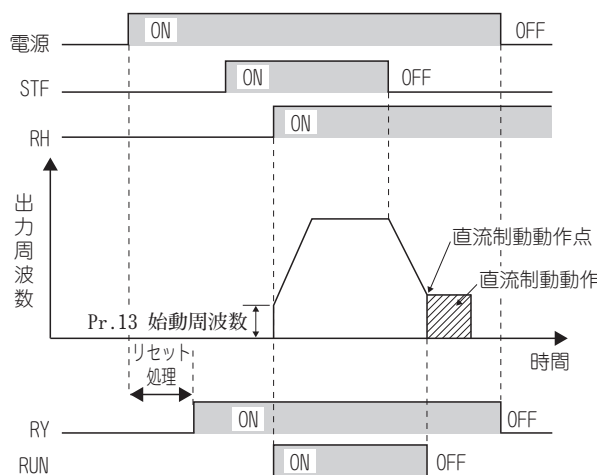 電源
ON
OFF
STF
ON
OFF
RH
ON
出力周波数
直流制動動作点
直流制動動作
Pr.13 始動周波数
時間
リセット
処理
RY
ON
OFF
RUN
ON
OFF